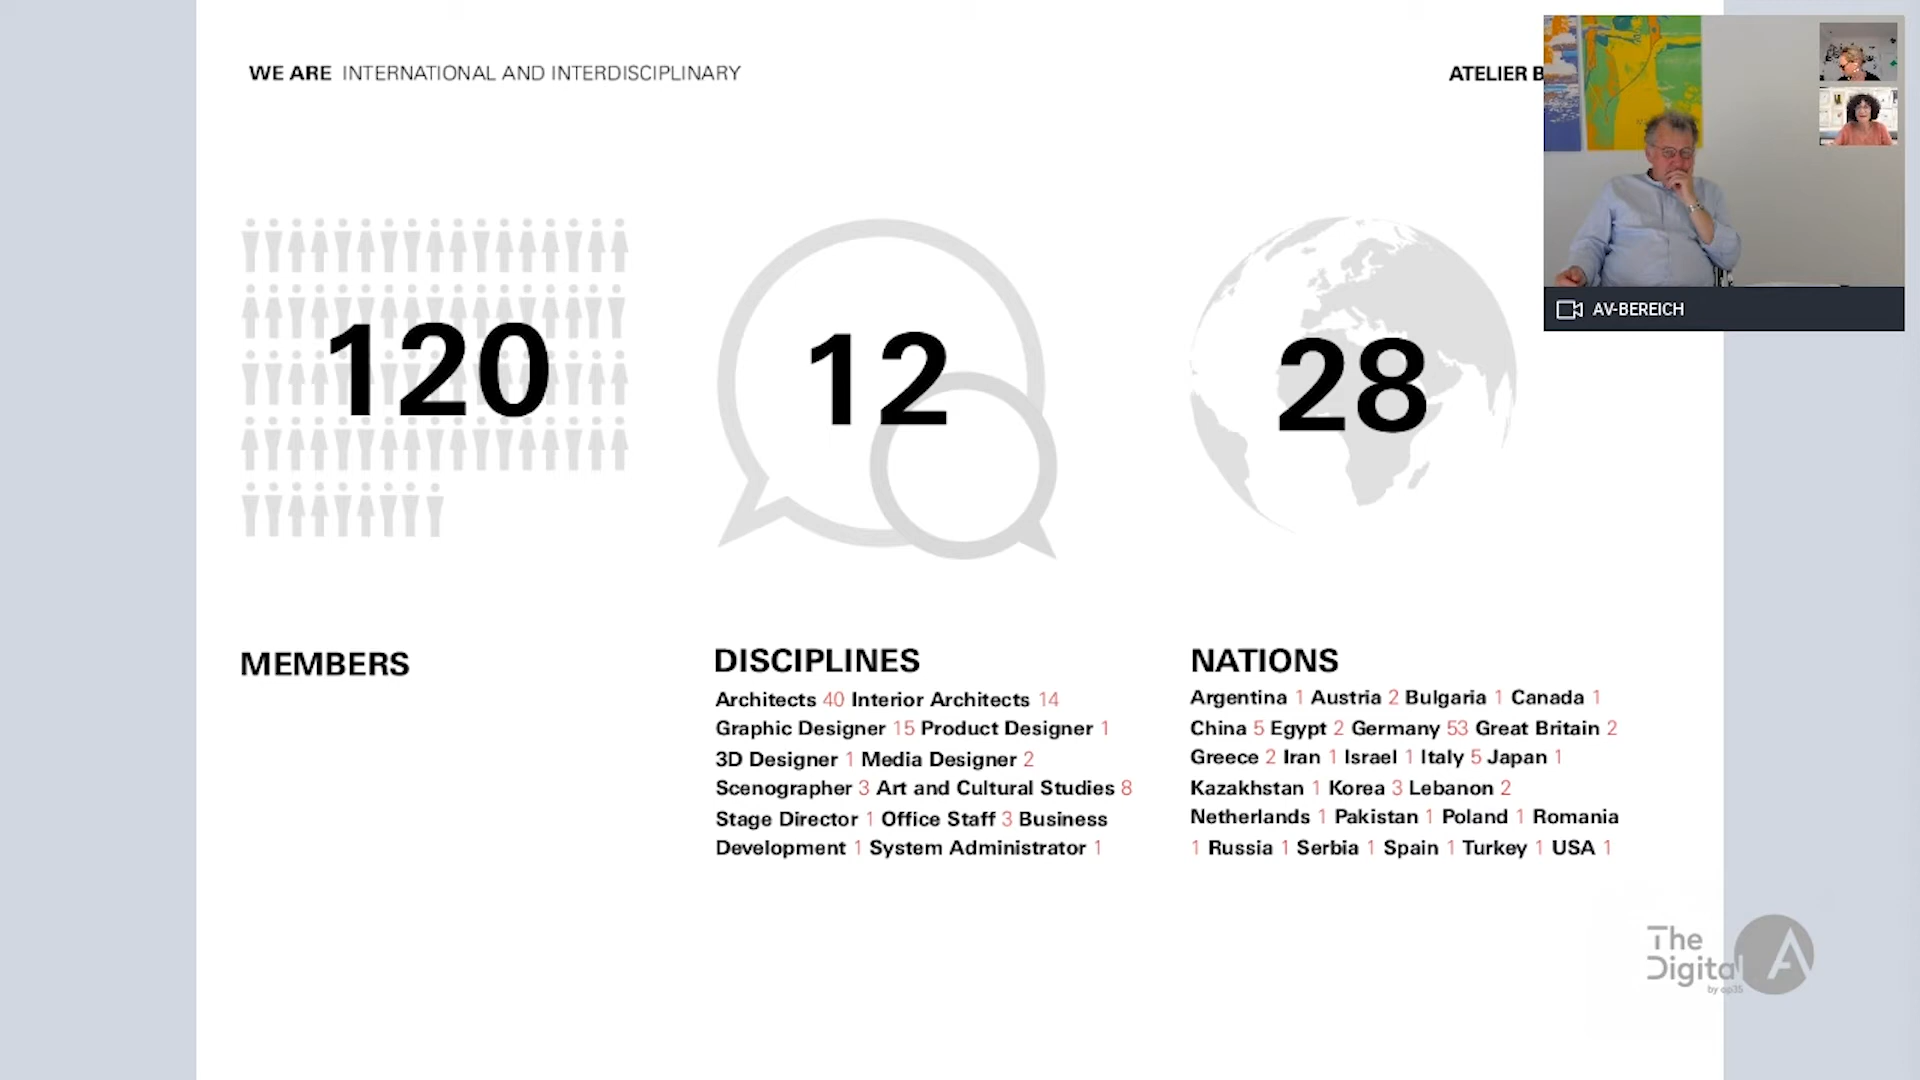 WE ARE INTERNATIONAL AND INTERDISCIPLINARY
ATELIER B
AV-BEREICH
120
12
28
MEMBERS
DISCIPLINES
Architects 40 Interior Architects 14
Graphic Designer 15 Product Designer 1
3D Designer 1 Media Designer 2
Scenographer 3 Art and Cultural Studies 8
Stage Director 1 Office Staff 3 Business
Development 1 System Administrator 1
NATIONS
Argentina 1 Austria 2 Bulgaria 1 Canada 1
China 5 Egypt 2 Germany 53 Great Britain 2
Greece 2 Iran 1 Israel 1 Italy 5 Japan 1
Kazakhstan 1 Korea 3 Lebanon 2
Netherlands 1 Pakistan 1 Poland 1 Romania
1 Russia 1 Serbia 1 Spain 1 Turkey 1 USA 1
The
Digital A
by op35